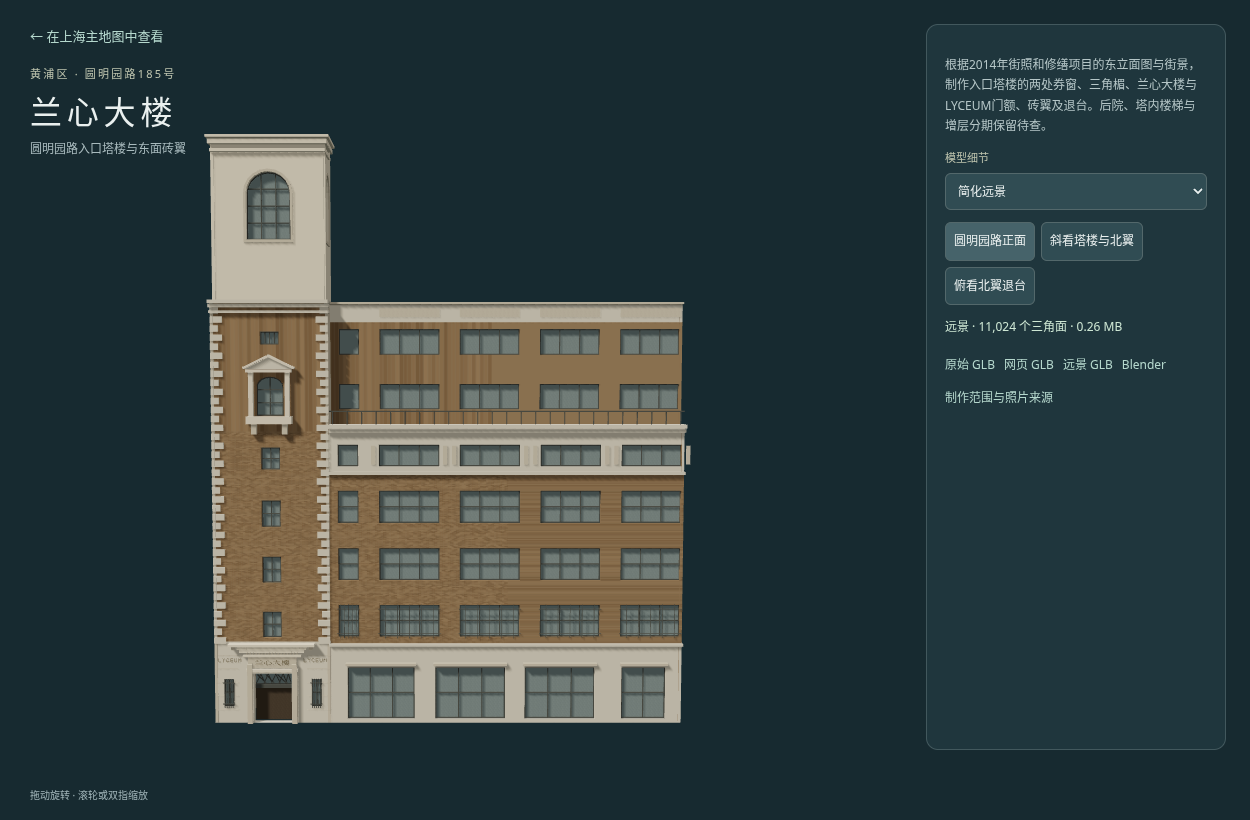 ← 在上海主地图中查看
黄浦区 · 圆明园路185号
兰心大楼
圆明园路入口塔楼与东面砖翼
LYCEUM
兰心大樓
LYCEUM
拖动旋转 · 滚轮或双指缩放
根据2014年街照和修缮项目的东立面图与街景，
制作入口塔楼的两处券窗、三角楣、兰心大楼与
LYCEUM门额、砖翼及退台。后院、塔内楼梯与
增层分期保留待查。
模型细节
简化远景
圆明园路正面 斜看塔楼与北翼
俯看北翼退台
远景 · 11,024 个三角面 · 0.26 MB
原始 GLB 网页 GLB 远景 GLB Blender
制作范围与照片来源